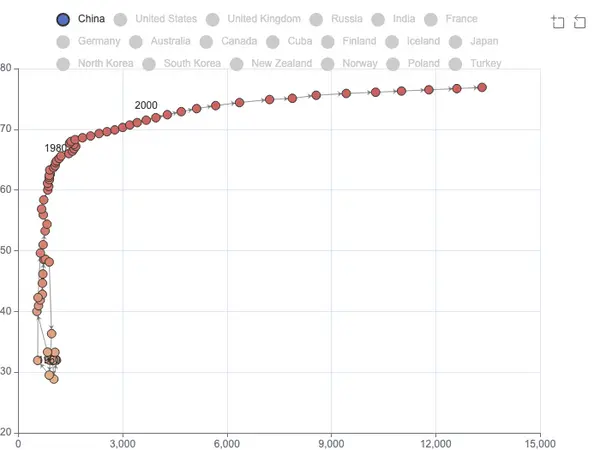 China United States United Kingdom Russia India France
Germany Australia Canada Cuba Finland Iceland Japan
North Korea South Korea New Zealand Norway Poland Turkey
80
2000
70
1980
60
50
40
30
20
0 3,000 6,000 9,000 12,000 15,000